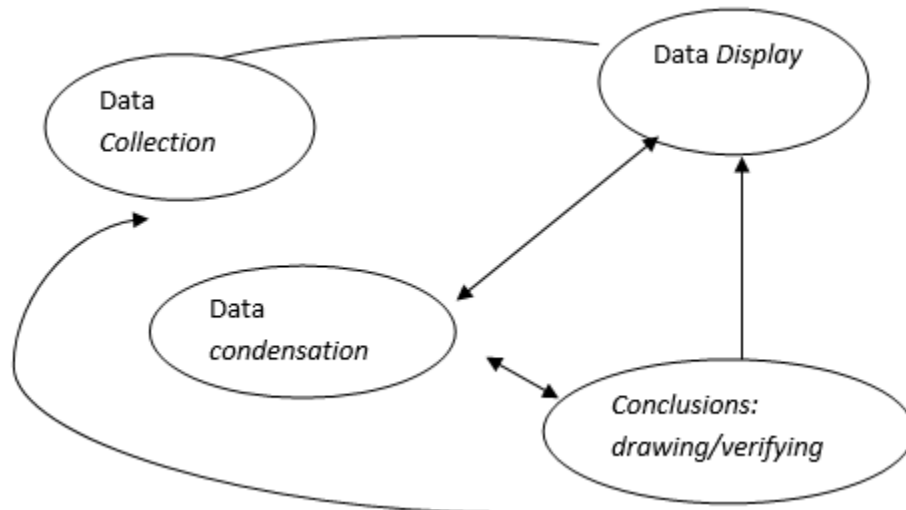 Data
Collection
Data Display
Data
condensation
Conclusions:
drawing/verifying